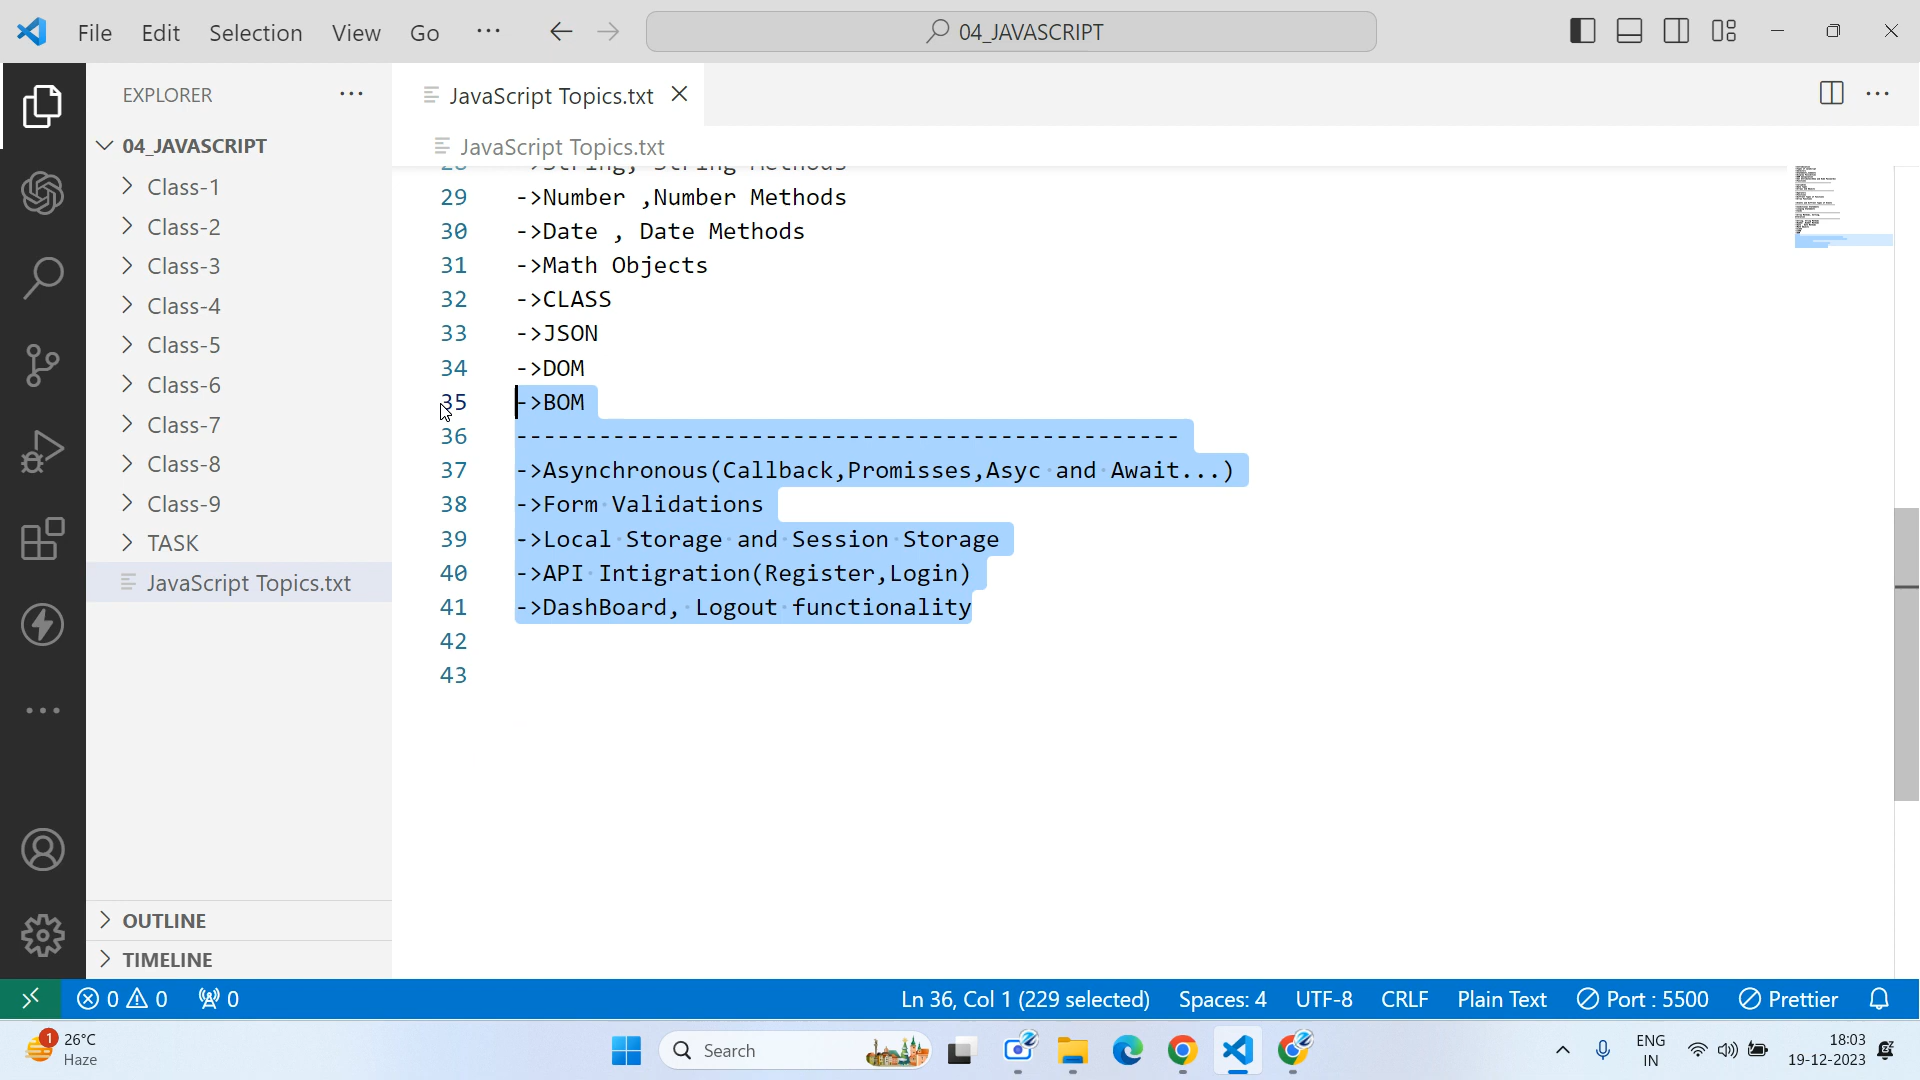 File Edit Selection View Go ... 04_JAVASCRIPT
EXPLORER ...
JavaScript Topics.txt
04_JAVASCRIPT
JavaScript Topics.txt
Class-1
Class-2
Class-3
Class-4
Class-5
Class-6
Class-7
Class-8
Class-9
TASK
JavaScript Topics.txt
OUTLINE
TIMELINE
28 ->String, String Methods
29 ->Number ,Number Methods
30 ->Date , Date Methods
31 ->Math Objects
32 ->CLASS
33 ->JSON
34 ->DOM
35 ->BOM
36 ------------------------------------------------
37 ->Asynchronous(Callback,Promisses,Asyc and Await...)
38 ->Form Validations
39 ->Local Storage and Session Storage
40 ->API Intigration(Register,Login)
41 ->DashBoard, Logout functionality
42
43
0 0 0 Ln 36, Col 1 (229 selected) Spaces: 4 UTF-8 CRLF Plain Text Port : 5500 Prettier
1 26°C
Haze
Search
ENG
IN
18:03
19-12-2023